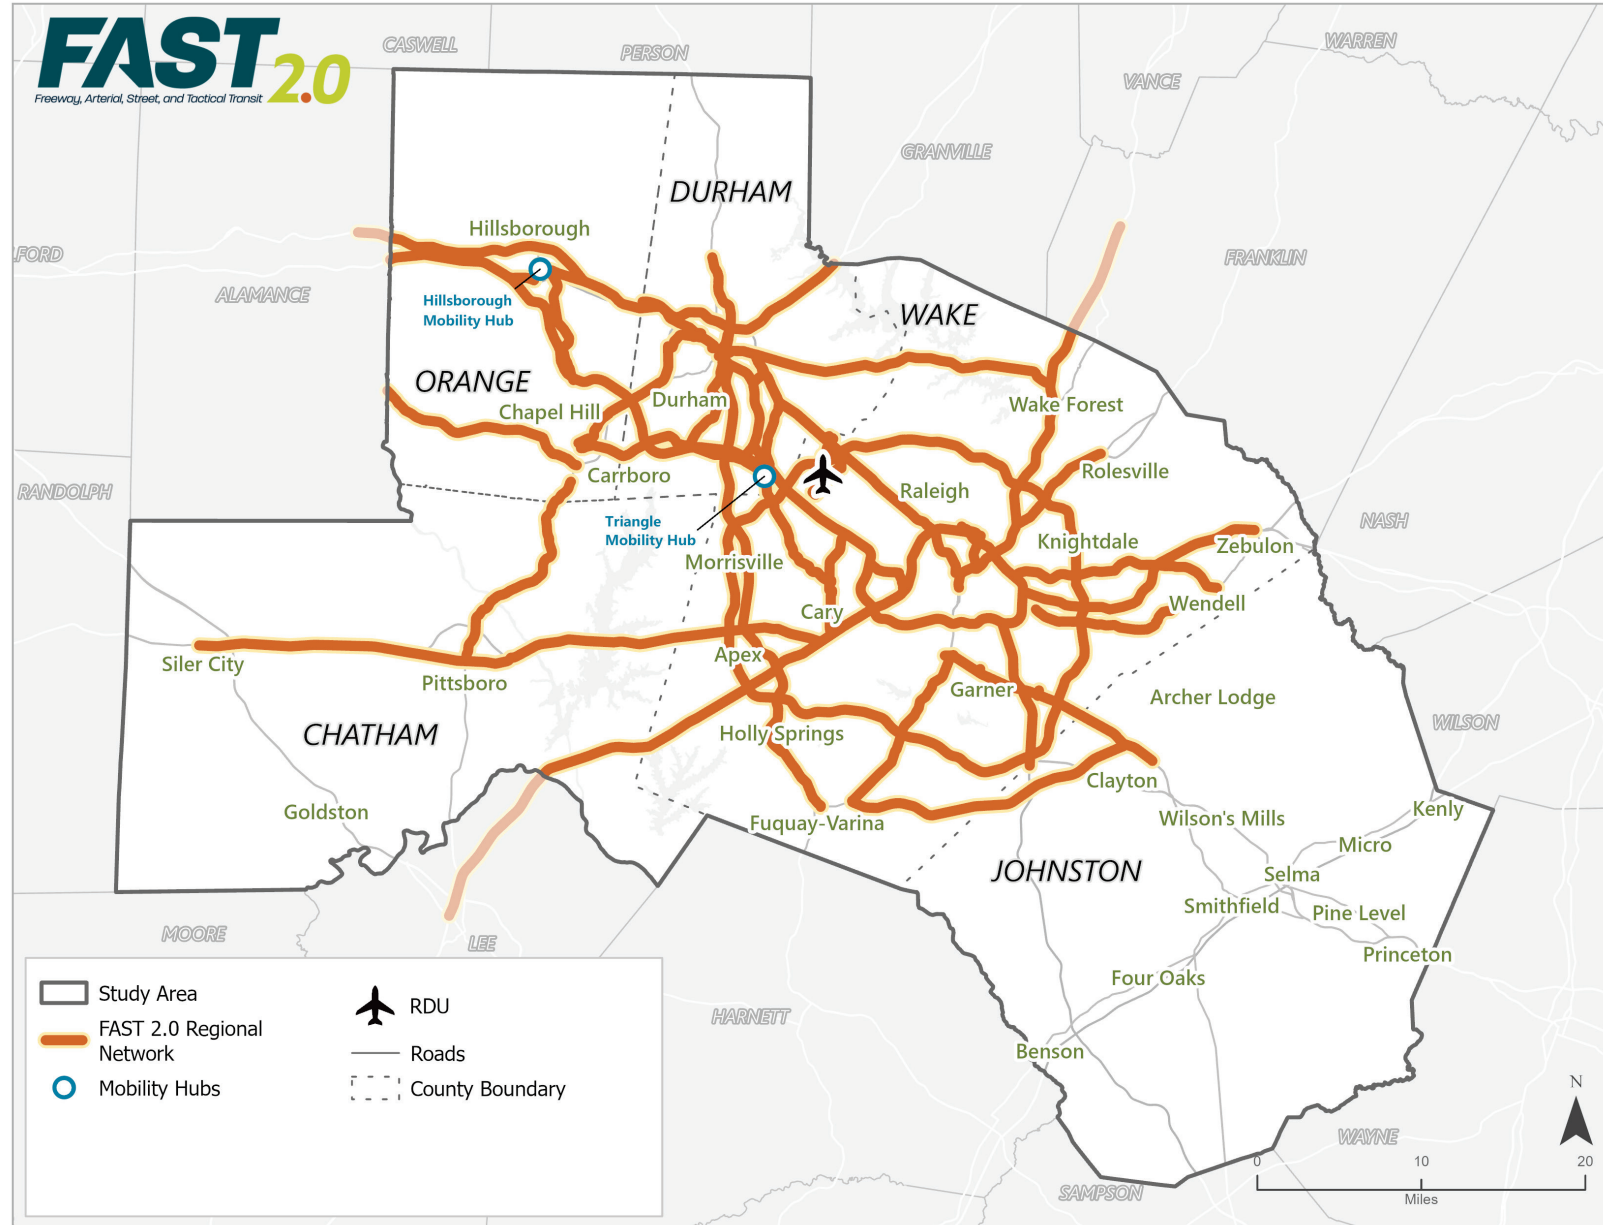 FAST 2.0
Freeway, Arterial, Street, and Tactical Transit
CASWELL
PERSON
WARREN
VANCE
GRANVILLE
DURHAM
Hillsborough
LFORD
FRANKLIN
ALAMANCE
Hillsborough
Mobility Hub
WAKE
ORANGE
Chapel Hill
Durham
Wake Forest
Carrboro
Rolesville
RANDOLPH
Raleigh
Triangle
Mobility Hub
NASH
Knightdale
Zebulon
Morrisville
Cary
Wendell
Siler City
Pittsboro
Apex
Garner
Archer Lodge
CHATHAM
Holly Springs
WILSON
Clayton
Goldston
Fuquay-Varina
Wilson's Mills
Kenly
Micro
JOHNSTON
Selma
Smithfield
Pine Level
MOORE
LEE
Princeton
Four Oaks
HARNETT
Benson
WAYNE
SAMPSON
Study Area
FAST 2.0 Regional
Network
Mobility Hubs
RDU
Roads
County Boundary
N
0 10 20
Miles